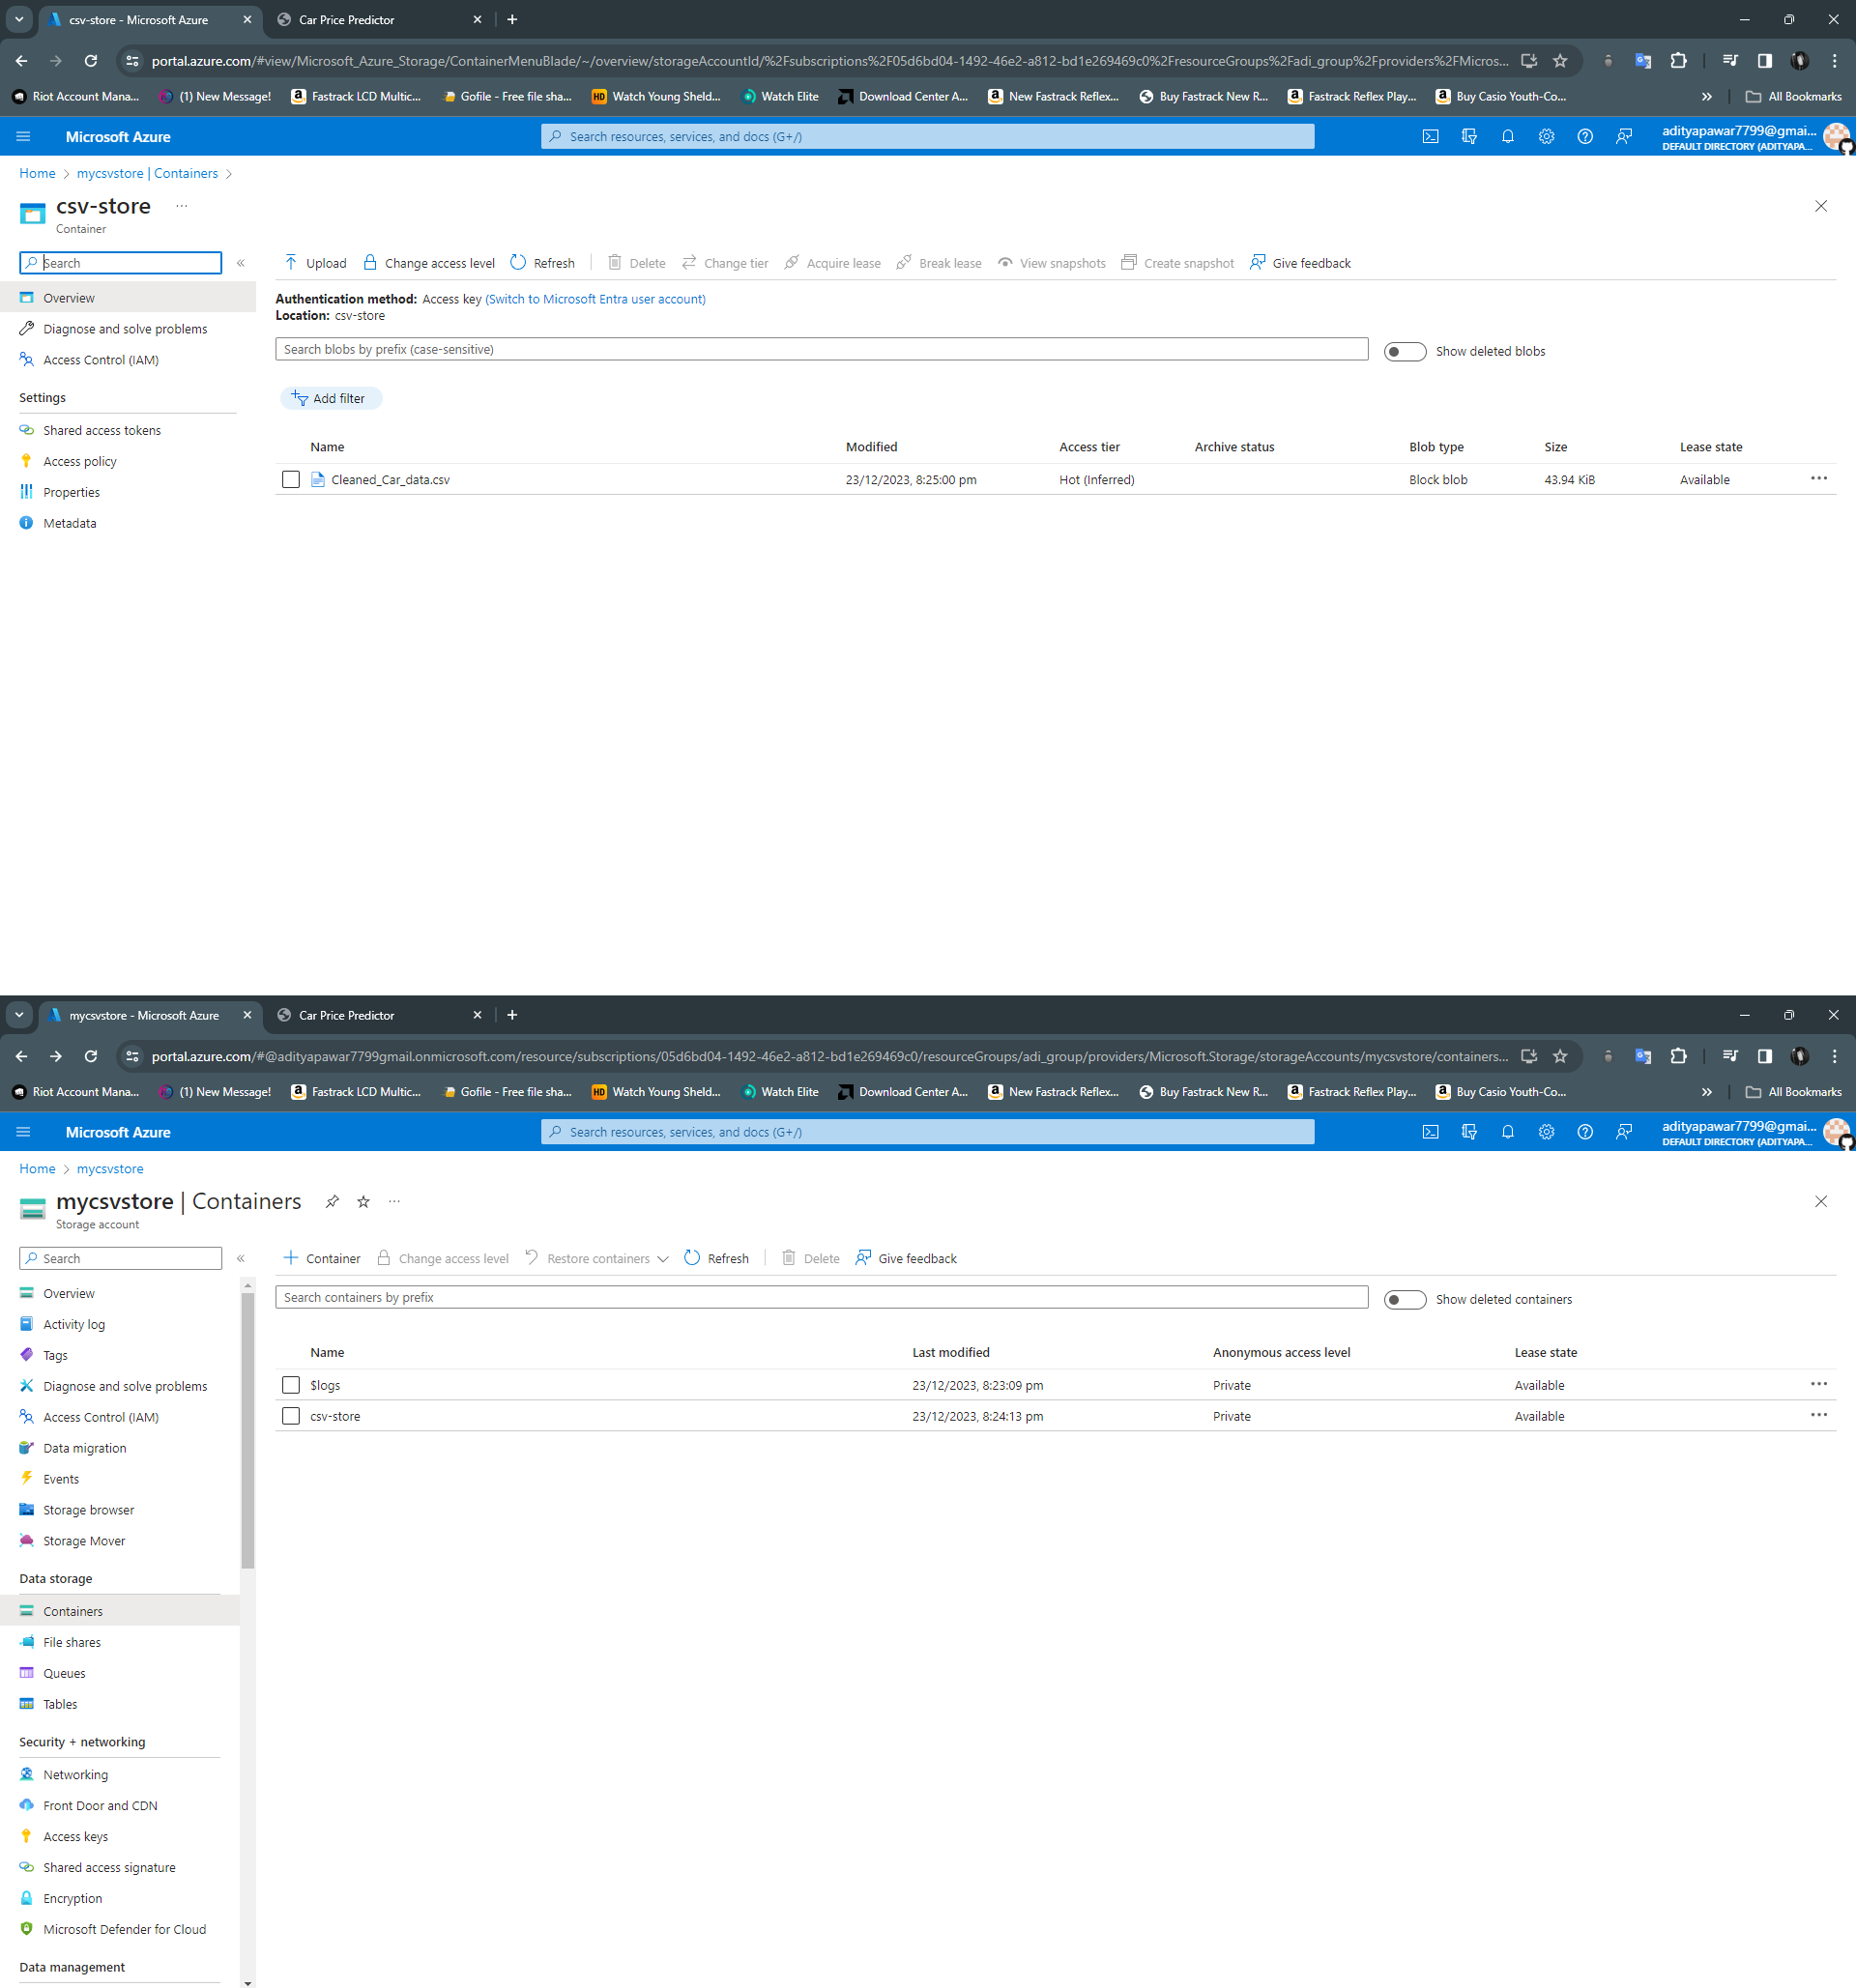 csv-store - Microsoft Azure
Car Price Predictor
portal.azure.com/#view/Microsoft_Azure_Storage/ContainerMenuBlade/~/overview/storageAccountId/%2Fsubscriptions%2F05d6bd04-1492-46e2-a812-bd1e269469c0%2FresourceGroups%2Fadi_group%2Fproviders%2FMicros...
Riot Account Mana... (1) New Message! Fastrack LCD Multic... Gofile - Free file sha... HD Watch Young Sheld... Watch Elite Download Center A... New Fastrack Reflex... Buy Fastrack New R... Fastrack Reflex Play... Buy Casio Youth-Co... » All Bookmarks
Microsoft Azure
Search resources, services, and docs (G+/)
adityapawar7799@gmai...
DEFAULT DIRECTORY (ADITYAPA...
Home > mycsvstore | Containers >
csv-store ...
Container
Search «
Upload Change access level Refresh Delete Change tier Acquire lease Break lease View snapshots Create snapshot Give feedback
Overview
Diagnose and solve problems
Access Control (IAM)
Settings
Shared access tokens
Access policy
Properties
Metadata
Authentication method: Access key (Switch to Microsoft Entra user account)
Location: csv-store
Search blobs by prefix (case-sensitive)
Show deleted blobs
Add filter
Name Modified Access tier Archive status Blob type Size Lease state
Cleaned_Car_data.csv 23/12/2023, 8:25:00 pm Hot (Inferred) Block blob 43.94 KiB Available ...
mycsvstore - Microsoft Azure
Car Price Predictor
portal.azure.com/#@adityapawar7799gmail.onmicrosoft.com/resource/subscriptions/05d6bd04-1492-46e2-a812-bd1e269469c0/resourceGroups/adi_group/providers/Microsoft.Storage/storageAccounts/mycsvstore/containers...
Riot Account Mana... (1) New Message! Fastrack LCD Multic... Gofile - Free file sha... HD Watch Young Sheld... Watch Elite Download Center A... New Fastrack Reflex... Buy Fastrack New R... Fastrack Reflex Play... Buy Casio Youth-Co... » All Bookmarks
Microsoft Azure
Search resources, services, and docs (G+/)
adityapawar7799@gmai...
DEFAULT DIRECTORY (ADITYAPA...
Home > mycsvstore
mycsvstore | Containers ...
Storage account
Search «
Container Change access level Restore containers Refresh Delete Give feedback
Overview
Activity log
Tags
Diagnose and solve problems
Access Control (IAM)
Data migration
Events
Storage browser
Storage Mover
Data storage
Containers
File shares
Queues
Tables
Security + networking
Networking
Front Door and CDN
Access keys
Shared access signature
Encryption
Microsoft Defender for Cloud
Data management
Search containers by prefix
Show deleted containers
Name Last modified Anonymous access level Lease state
$logs 23/12/2023, 8:23:09 pm Private Available ...
csv-store 23/12/2023, 8:24:13 pm Private Available ...